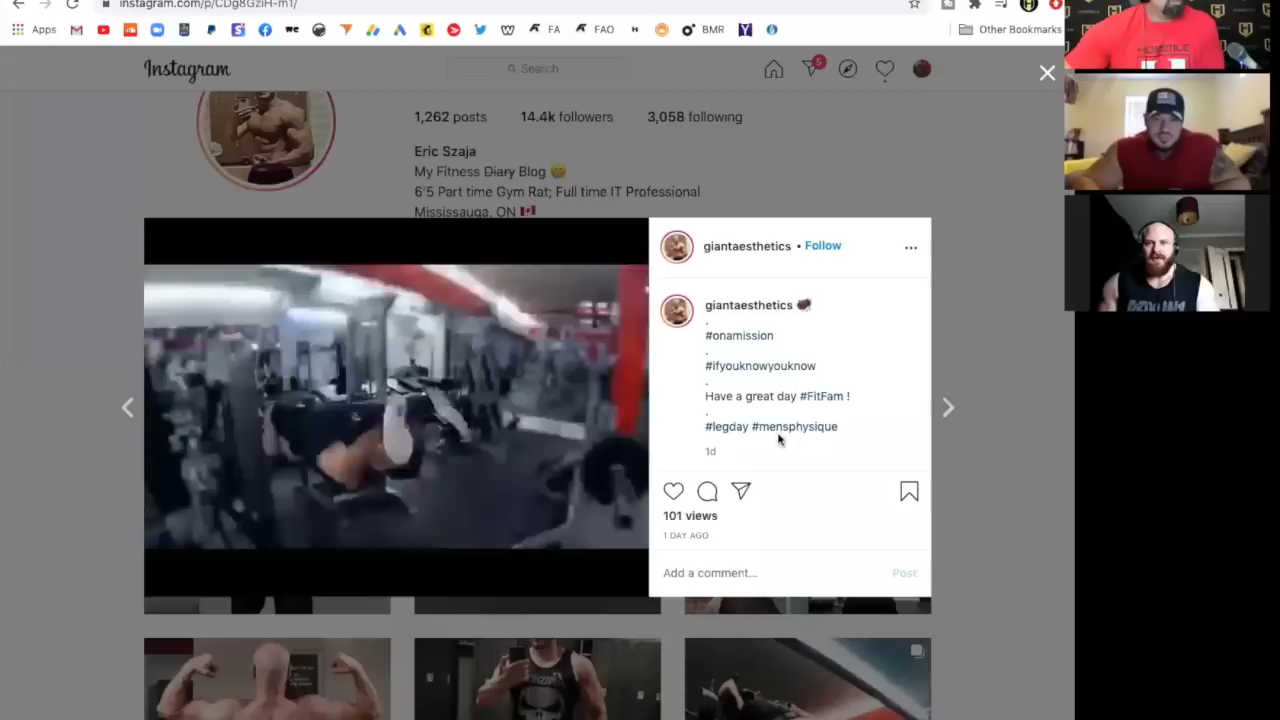 instagram.com/p/CDg8GziH-m1/
Apps
FA
FAO
BMR
Other Bookmarks
Instagram
Search
5
1,262 posts 14.4k followers 3,058 following
Eric Szaja
My Fitness Diary Blog
6'5 Part time Gym Rat; Full time IT Professional
Mississauga, ON
giantaesthetics • Follow
giantaesthetics
.
#onamission
.
#ifyouknowyouknow
.
Have a great day #FitFam !
.
#legday #mensphysique
1d
101 views
1 DAY AGO
Add a comment... Post
HOSTILE